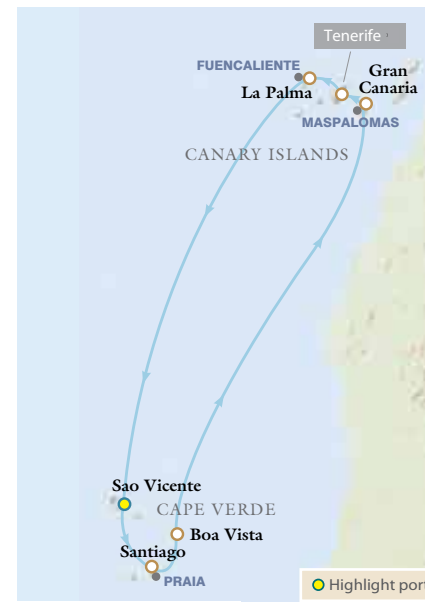 Tenerife
FUENCALIENTE
Gran
Canaria
La Palma
MASPALOMAS
CANARY ISLANDS
Sao Vicente
CAPE VERDE
Boa Vista
Santiago
PRAIA
Highlight port